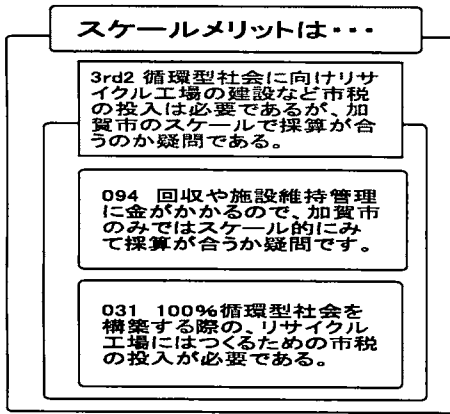 スケールメリットは・・・
3rd2 循環型社会に向けリサ
イクル工場の建設など市税
の投入は必要であるが、加
賀市のスケールで採算が合
うのか疑問である。
094 回収や施設維持管理
に金がかかるので、加賀市
のみではスケール的にみ
て採算が合うか疑問です。
031 100%循環型社会を
構築する際の、リサイクル
工場にはつくるための市税
の投入が必要である。